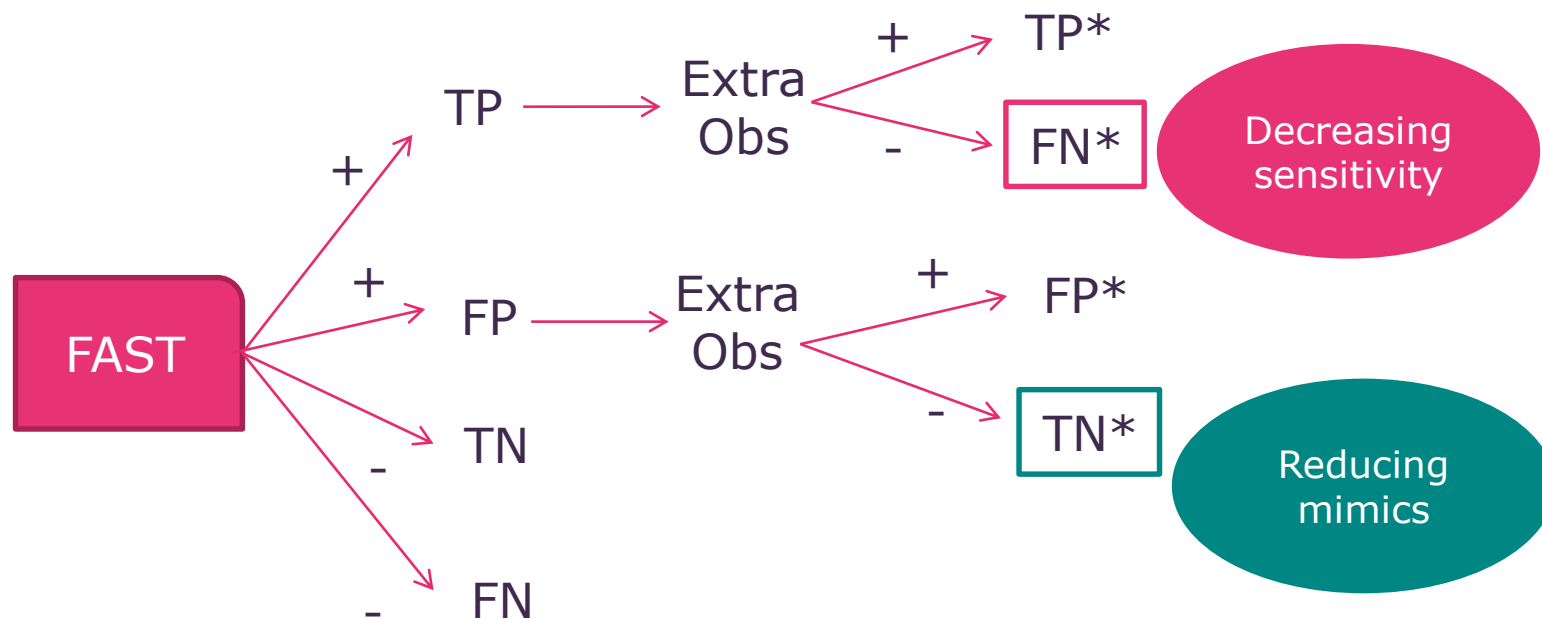 +
TP*
TP
Extra
Obs
-
FN*
Decreasing
sensitivity
+
FAST
+
FP
Extra
Obs
+
FP*
-
TN*
Reducing
mimics
TN
-
FN
-